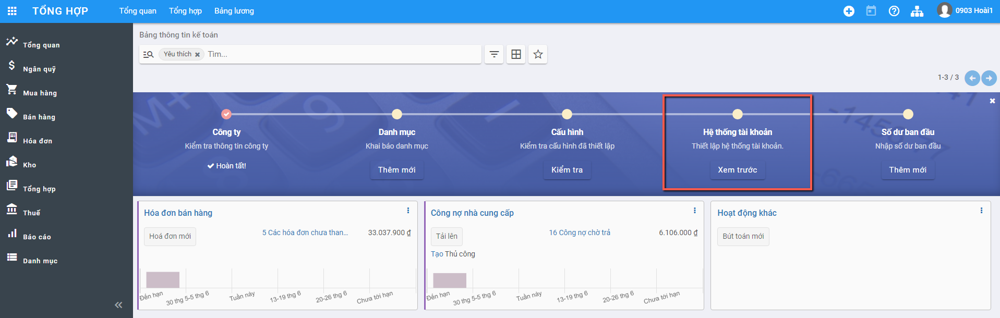 TỔNG HỢP Tổng quan Tổng hợp Bảng lương 0903 Hoài1
Tổng quan
Ngân quỹ
Mua hàng
Bán hàng
Hóa đơn
Kho
Tổng hợp
Thuế
Báo cáo
Danh mục
Bảng thông tin kế toán
Yêu thích Tìm...
1-3 / 3
Công ty
Kiểm tra thông tin công ty
Hoàn tất!
Danh mục
Khai báo danh mục
Thêm mới
Cấu hình
Kiểm tra cấu hình đã thiết lập
Kiểm tra
Hệ thống tài khoản
Thiết lập hệ thống tài khoản.
Xem trước
Số dư ban đầu
Nhập số dư ban đầu
Thêm mới
Hóa đơn bán hàng
Hoá đơn mới 5 Các hóa đơn chưa than... 33.037.900 ₫
Đến hạn 30 thg 5-5 thg 6 Tuần này 13-19 thg 6 20-26 thg 6 Chưa tới hạn
Công nợ nhà cung cấp
Tải lên 16 Công nợ chờ trả 6.106.000 ₫
Tạo Thủ công
Đến hạn 30 thg 5-5 thg 6 Tuần này 13-19 thg 6 20-26 thg 6 Chưa tới hạn
Hoạt động khác
Bút toán mới